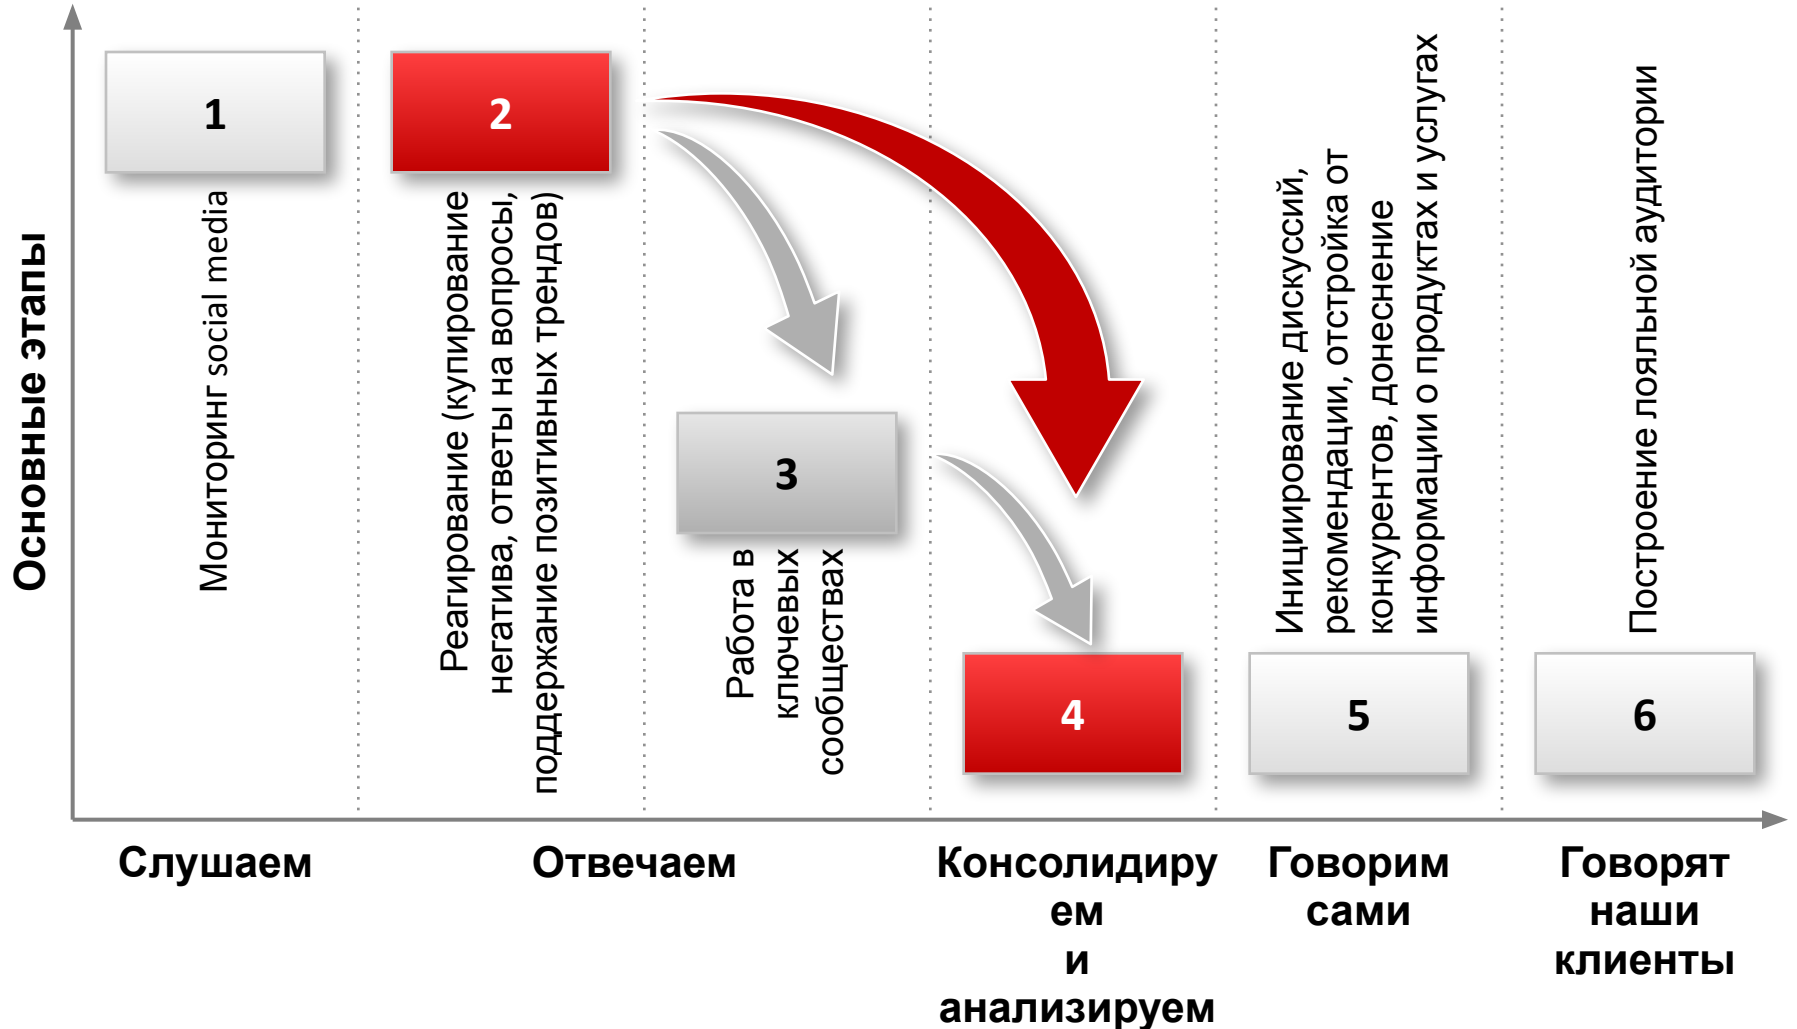 Основные этапы
1
Мониторинг social media
2
Реагирование (купирование
негатива, ответы на вопросы,
поддержание позитивных трендов)
3
Работа в
ключевых
сообществах
4
Инициирование дискуссий,
рекомендации, отстройка от
конкурентов, донеснение
информации о продуктах и услугах
5
Построение лояльной аудитории
6
Слушаем
Отвечаем
Консолидиру
ем
и
анализируем
Говорим
сами
Говорят
наши
клиенты